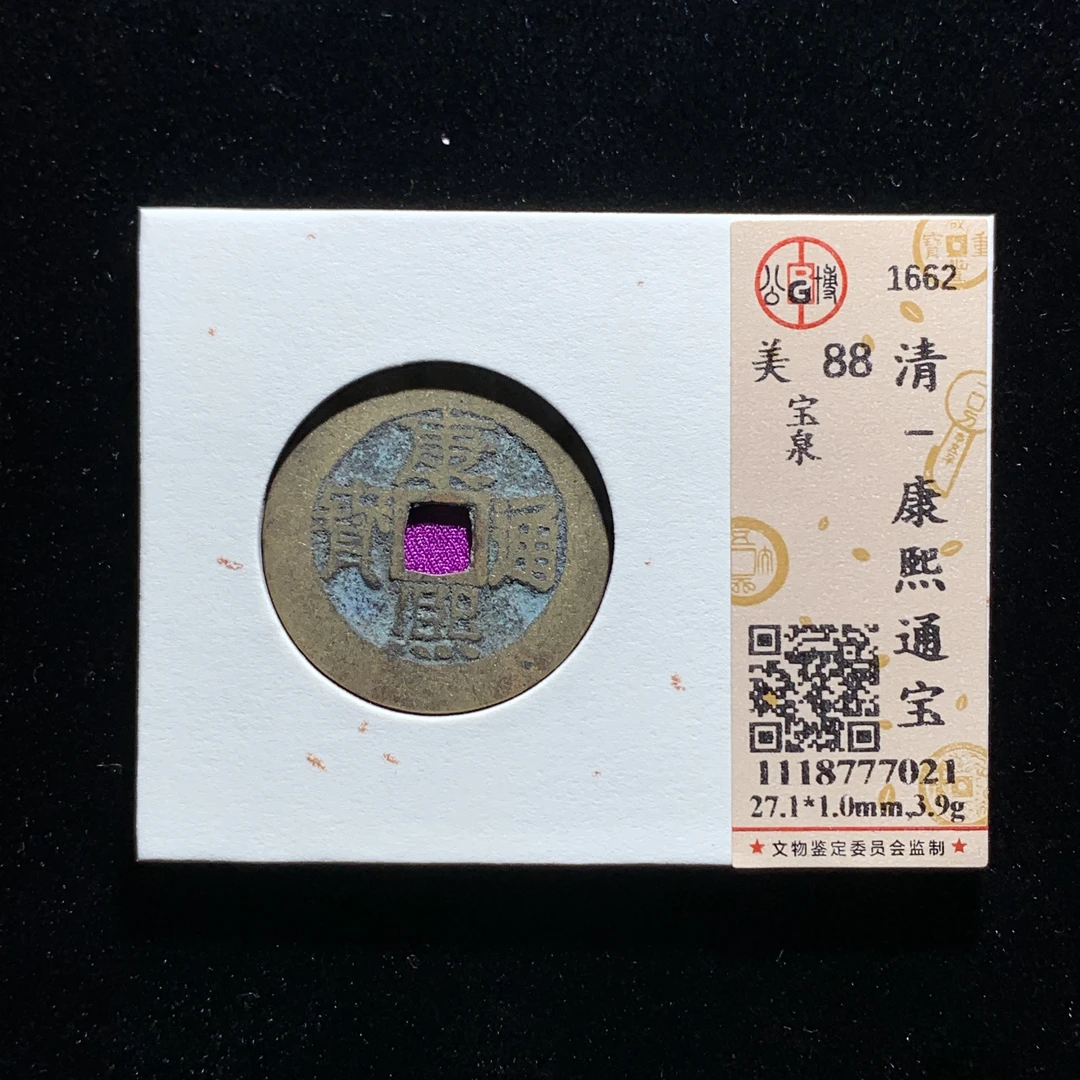 康熙通寶
公博
BG
1662
美 88
宝泉
清-康熙通宝
1118777021
27.1*1.0mm,3.9g
★文物鉴定委员会监制★